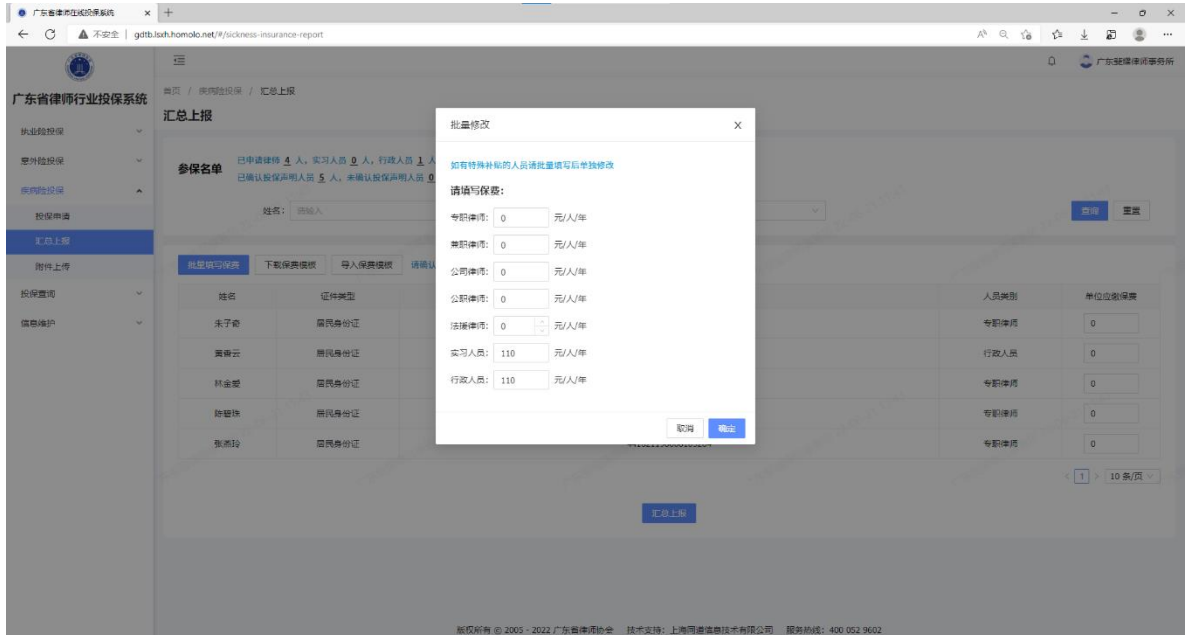 广东省律师在线投保系统
不安全 | gdtb.lsxh.homolo.net/#/sickness-insurance-report
广东省律师行业投保系统
执业险投保
意外险投保
疾病险投保
投保申请
汇总上报
附件上传
投保查询
信息维护
首页 / 疾病险投保 / 汇总上报
汇总上报
参保名单
已申请律师 4 人，实习人员 0 人，行政人员 1 人
已确认投保声明人员 5 人，未确认投保声明人员 0
姓名： 请输入
查询 重置
批量填写保费 下载保费模板 导入保费模板 请确认
姓名 证件类型 人员类别 单位应缴保费
朱子奇 居民身份证 专职律师 0
居民身份证 行政人员 0
林金爱 居民身份证 专职律师 0
陈碧珠 居民身份证 专职律师 0
居民身份证 专职律师 0
1 10 条/页
汇总上报
批量修改
如有特殊补贴的人员请批量填写后单独修改
请填写保费：
专职律师： 0 元/人/年
兼职律师： 0 元/人/年
公司律师： 0 元/人/年
公职律师： 0 元/人/年
法援律师： 0 元/人/年
实习人员： 110 元/人/年
行政人员： 110 元/人/年
取消 确定
版权所有 © 2005 - 2022 广东省律师协会 技术支持：上海同道信息技术有限公司 服务热线：400 052 9602